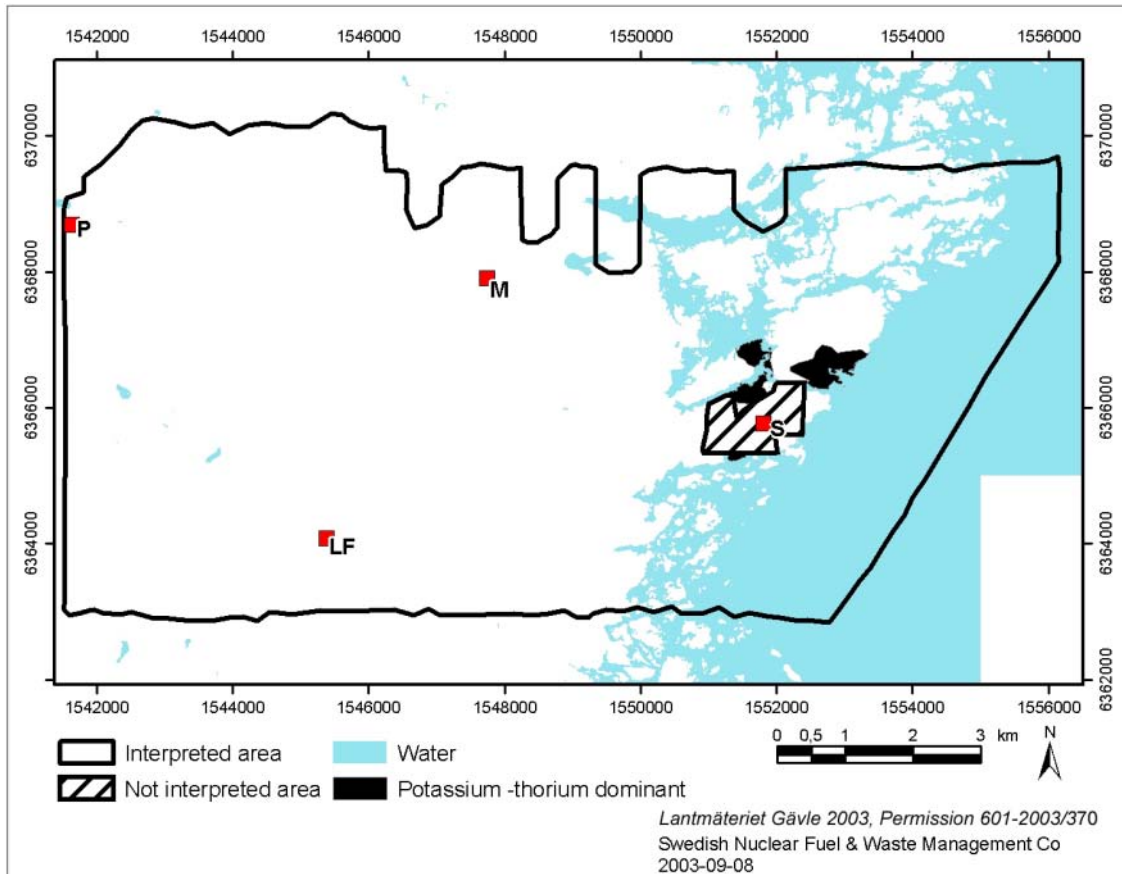 1542000 1544000 1546000 1548000 1550000 1552000 1554000 1556000
6370000 6370000
P
6368000 6368000
M
6366000 6366000
S
6364000 6364000
LF
6362000
1542000 1544000 1546000 1548000 1550000 1552000 1554000 1556000
Interpreted area Water
Not interpreted area Potassium -thorium dominant
0 0,5 1 2 3 km
N
Lantmäteriet Gävle 2003, Permission 601-2003/370
Swedish Nuclear Fuel & Waste Management Co
2003-09-08